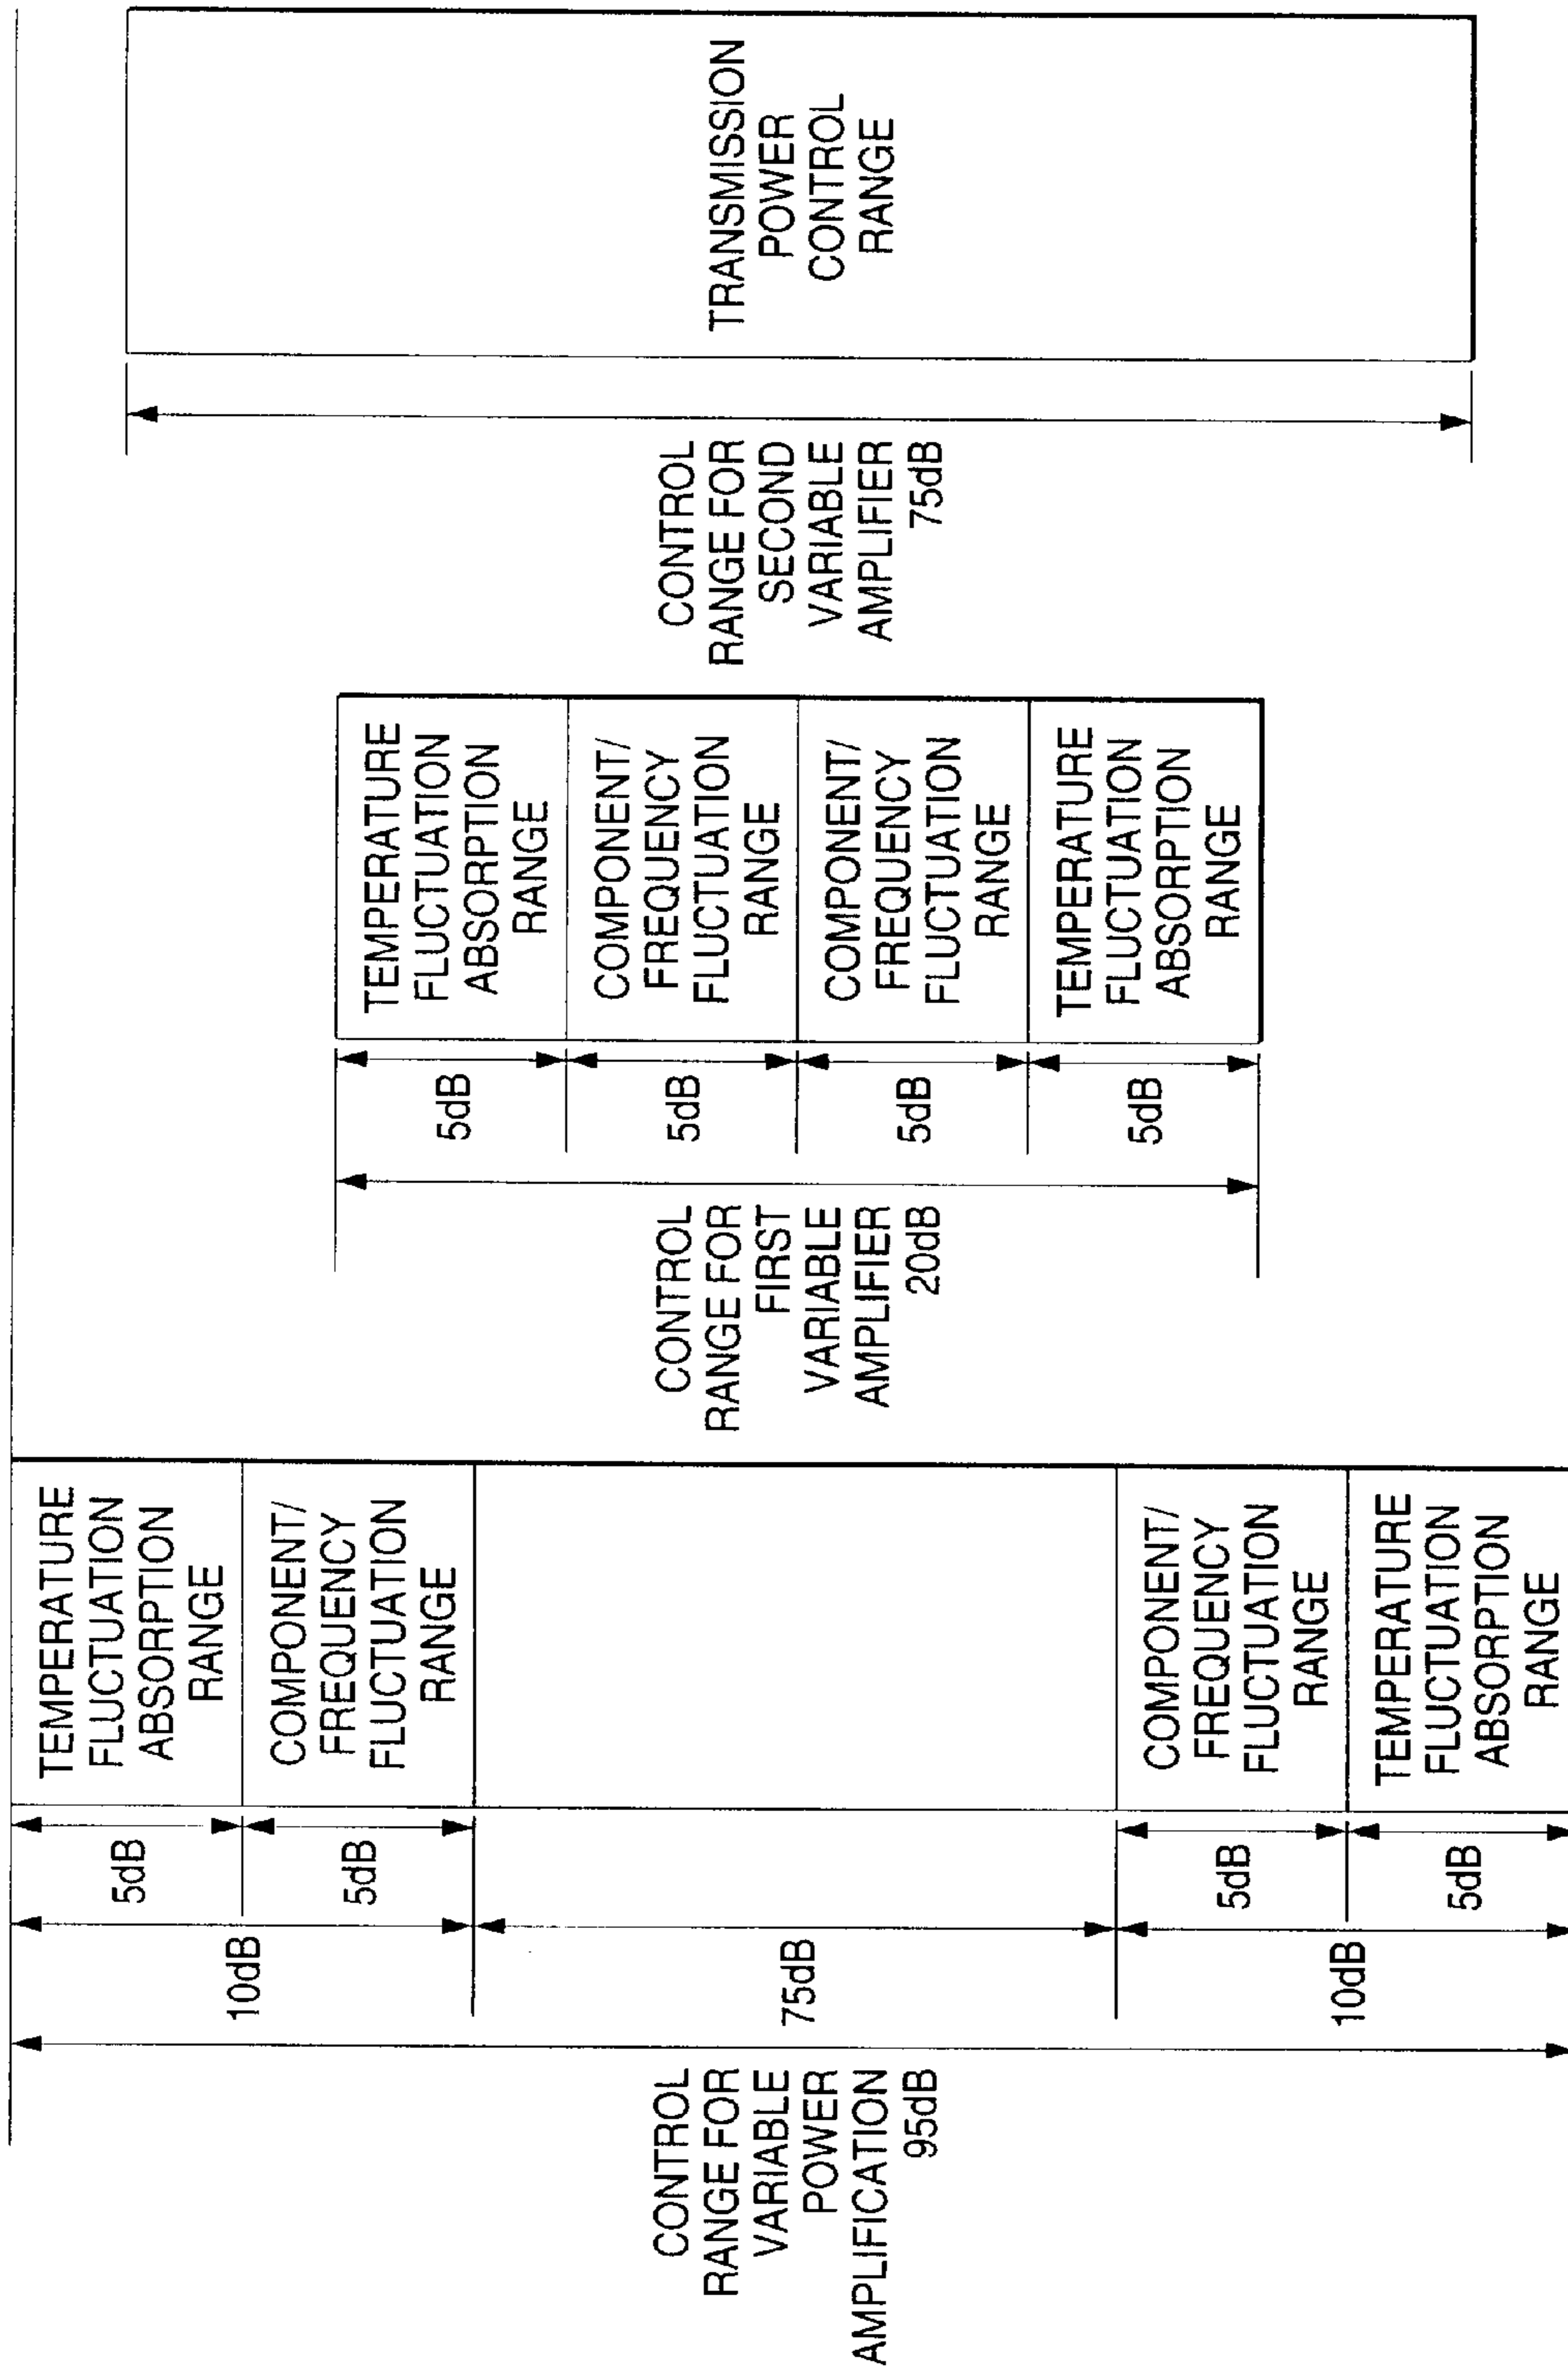 CONTROL
RANGE FOR
VARIABLE
POWER
AMPLIFICATION
95dB
10dB
75dB
10dB
5dB
5dB
5dB
5dB
TEMPERATURE
FLUCTUATION
ABSORPTION
RANGE
COMPONENT/
FREQUENCY
FLUCTUATION
RANGE
COMPONENT/
FREQUENCY
FLUCTUATION
RANGE
TEMPERATURE
FLUCTUATION
ABSORPTION
RANGE
CONTROL
RANGE FOR
FIRST
VARIABLE
AMPLIFIER
20dB
5dB
5dB
5dB
5dB
TEMPERATURE
FLUCTUATION
ABSORPTION
RANGE
COMPONENT/
FREQUENCY
FLUCTUATION
RANGE
COMPONENT/
FREQUENCY
FLUCTUATION
RANGE
TEMPERATURE
FLUCTUATION
ABSORPTION
RANGE
CONTROL
RANGE FOR
SECOND
VARIABLE
AMPLIFIER
75dB
TRANSMISSION
POWER
CONTROL
RANGE